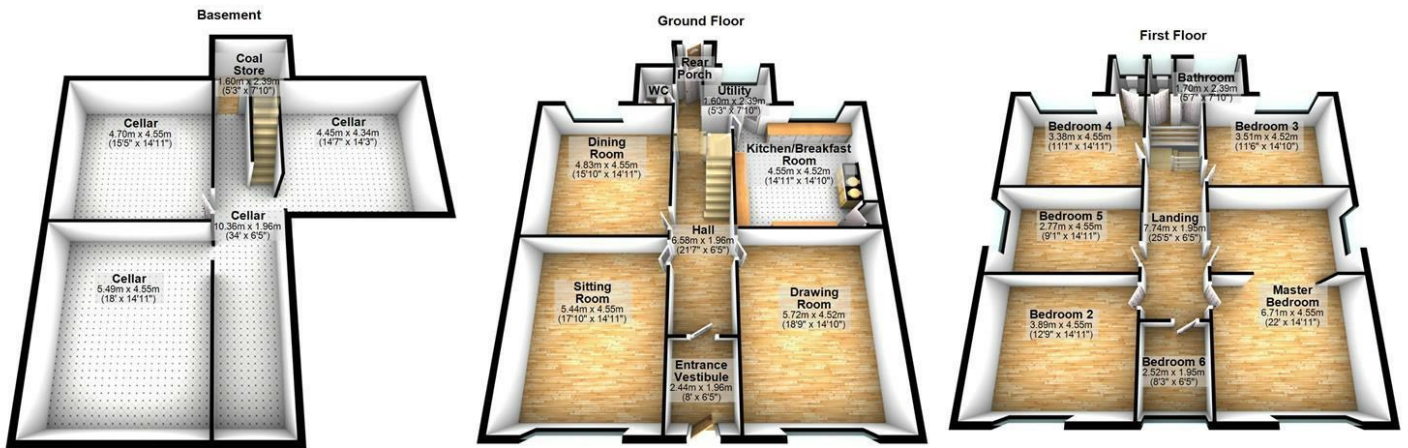 Basement
Coal
Store
1.60m x 2.39m
(5'3" x 7'10")
Cellar
4.70m x 4.55m
(15'5" x 14'11")
Cellar
4.45m x 4.34m
(14'7" x 14'3")
Cellar
10.36m x 1.96m
(34' x 6'5")
Cellar
5.49m x 4.55m
(18' x 14'11")
Ground Floor
Rear
Porch
WC
Utility
1.60m x 2.39m
(5'3" x 7'10")
Dining
Room
4.83m x 4.55m
(15'10" x 14'11")
Kitchen/Breakfast
Room
4.55m x 4.52m
(14'11" x 14'10")
Hall
6.58m x 1.96m
(21'7" x 6'5")
Sitting
Room
5.44m x 4.55m
(17'10" x 14'11")
Drawing
Room
5.72m x 4.52m
(18'9" x 14'10")
Entrance
Vestibule
2.44m x 1.96m
(8' x 6'5")
First Floor
Bathroom
1.70m x 2.39m
(5'7" x 7'10")
Bedroom 4
3.38m x 4.55m
(11'1" x 14'11")
Bedroom 3
3.51m x 4.52m
(11'6" x 14'10")
Bedroom 5
2.77m x 4.55m
(9'1" x 14'11")
Landing
7.74m x 1.95m
(25'5" x 6'5")
Master
Bedroom
6.71m x 4.55m
(22' x 14'11")
Bedroom 2
3.89m x 4.55m
(12'9" x 14'11")
Bedroom 6
2.52m x 1.95m
(8'3" x 6'5")